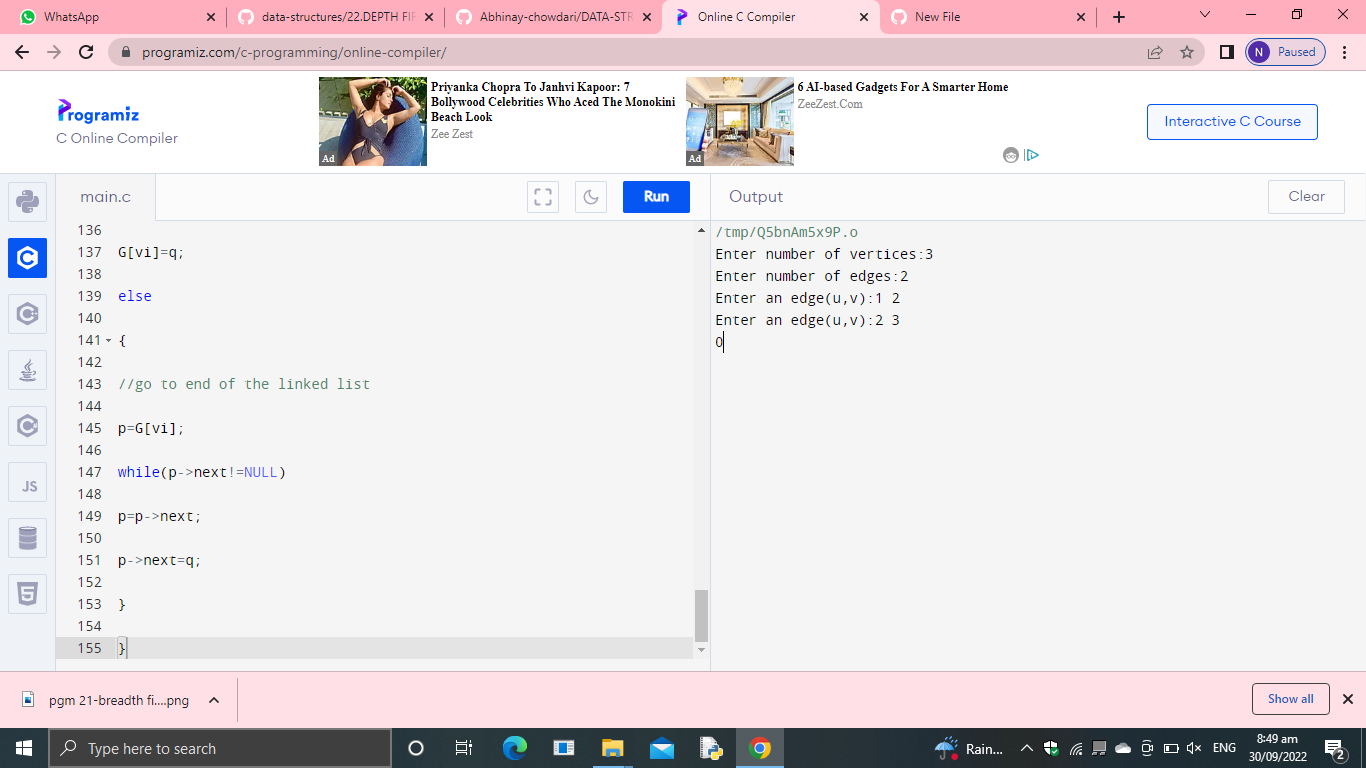 WhatsApp
data-structures/22.DEPTH FIF
Abhinay-chowdari/DATA-STR
Online C Compiler
New File
programiz.com/c-programming/online-compiler/
N Paused
Programiz
C Online Compiler
Ad
Priyanka Chopra To Janhvi Kapoor: 7
Bollywood Celebrities Who Aced The Monokini
Beach Look
Zee Zest
Ad
6 AI-based Gadgets For A Smarter Home
ZeeZest.Com
Interactive C Course
main.c
Run
Output
Clear
136
137 G[vi]=q;
138
139 else
140
141 {
142
143 //go to end of the linked list
144
145 p=G[vi];
146
147 while(p->next!=NULL)
148
149 p=p->next;
150
151 p->next=q;
152
153 }
154
155 }
JS
/tmp/Q5bnAm5x9P.o
Enter number of vertices:3
Enter number of edges:2
Enter an edge(u,v):1 2
Enter an edge(u,v):2 3
0
pgm 21-breadth fi....png
Show all
Type here to search
Rain...
ENG
8:49 am
30/09/2022
2